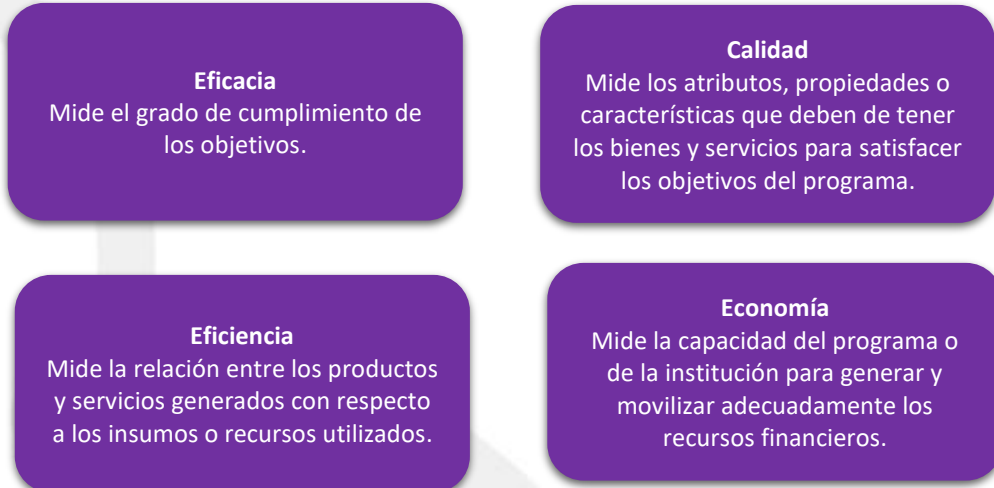 Eficacia
Mide el grado de cumplimiento de
los objetivos.
Calidad
Mide los atributos, propiedades o
características que deben de tener
los bienes y servicios para satisfacer
los objetivos del programa.
Eficiencia
Mide la relación entre los productos
y servicios generados con respecto
a los insumos o recursos utilizados.
Economía
Mide la capacidad del programa o
de la institución para generar y
movilizar adecuadamente los
recursos financieros.